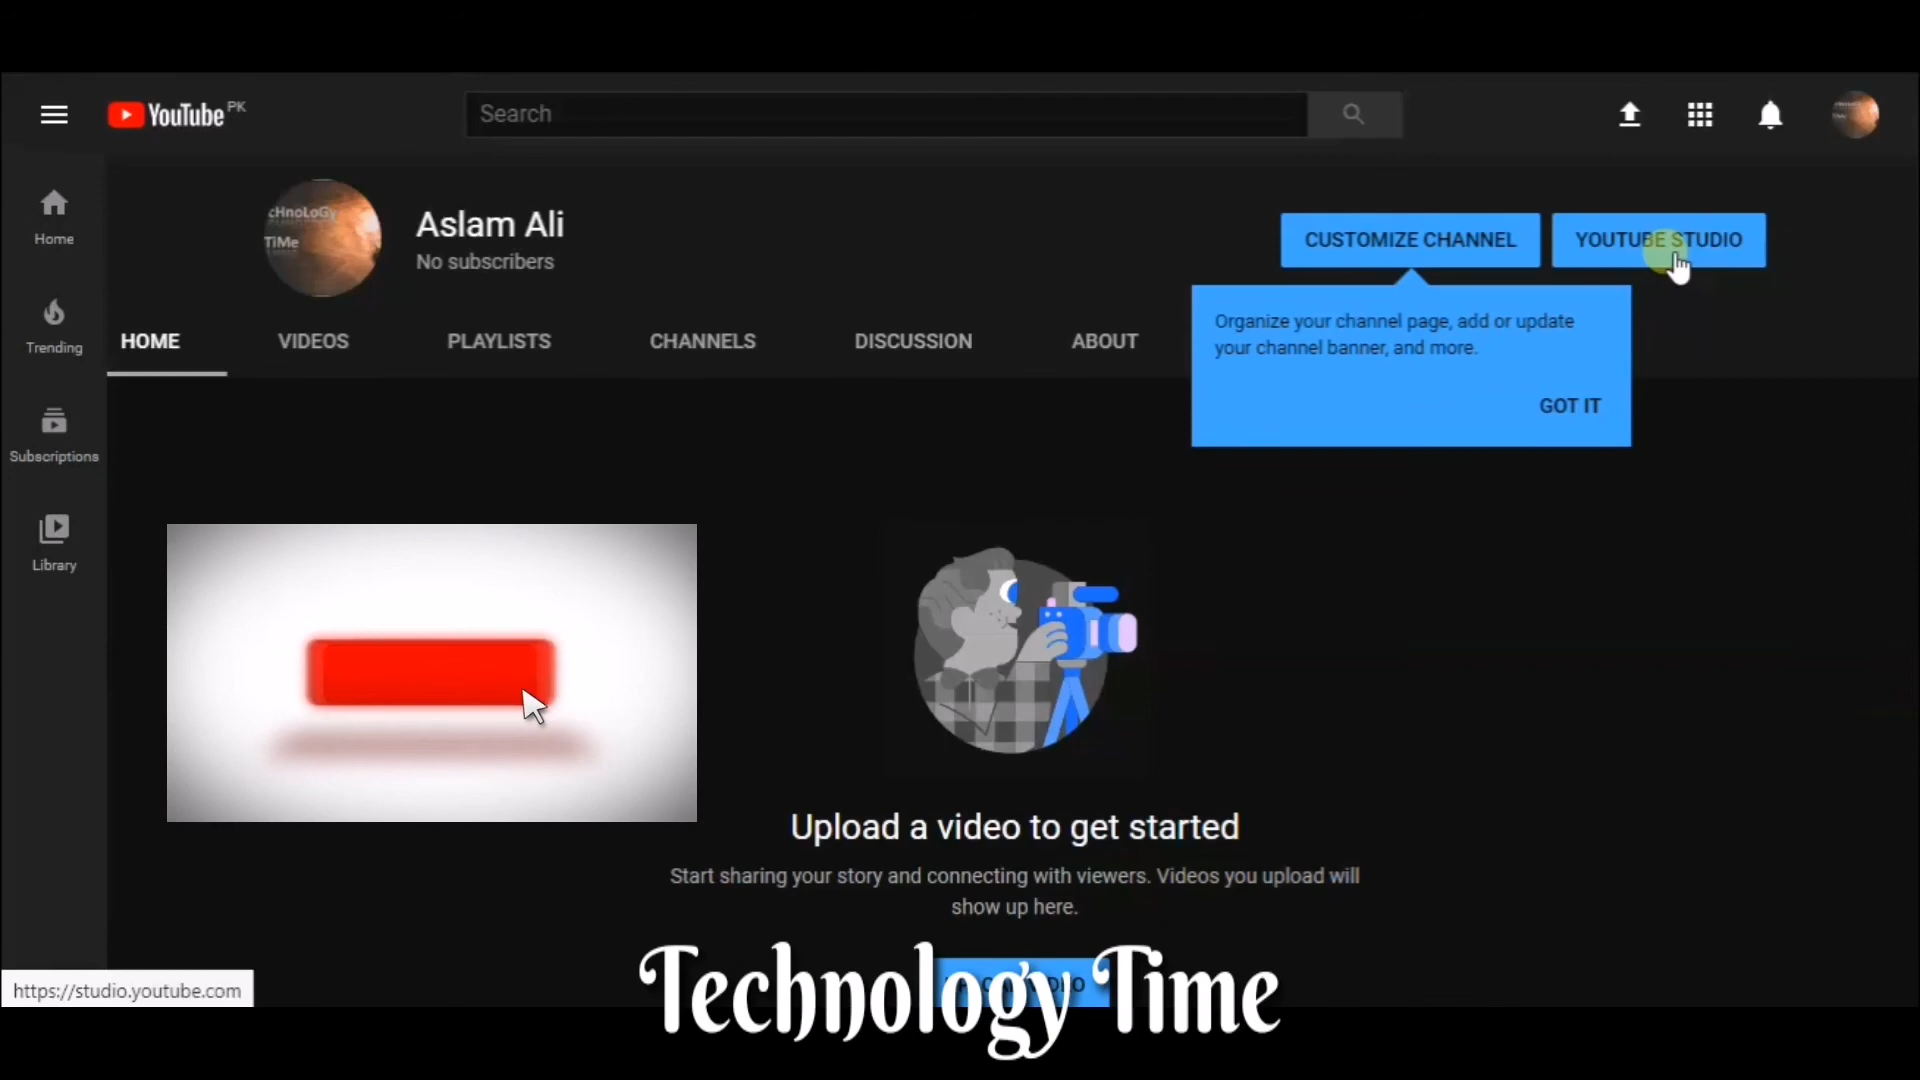 YouTube PK
Search
Home
Trending
Subscriptions
Library
cHnoLoGy
TiMe
Aslam Ali
No subscribers
CUSTOMIZE CHANNEL
YOUTUBE STUDIO
HOME
VIDEOS
PLAYLISTS
CHANNELS
DISCUSSION
ABOUT
Organize your channel page, add or update
your channel banner, and more.
GOT IT
Upload a video to get started
Start sharing your story and connecting with viewers. Videos you upload will
show up here.
Technology Time
https://studio.youtube.com